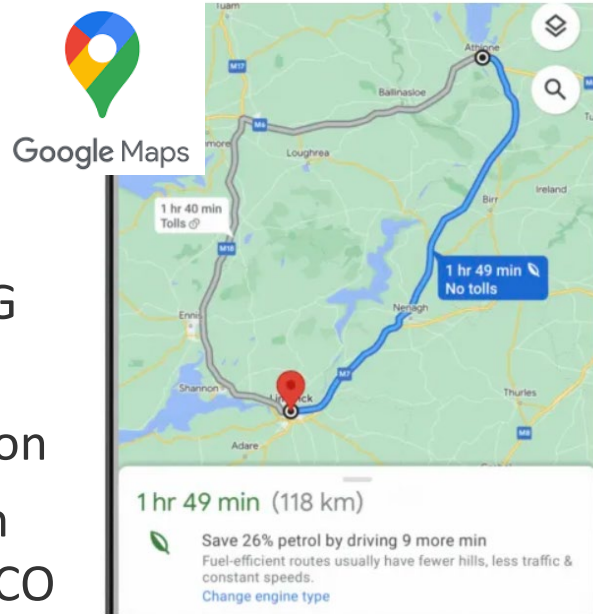 Google Maps
Tuam
M17
Athlone
Ballinasloe
M6
Loughrea
Birr
Ireland
1 hr 40 min
Tolls
M18
1 hr 49 min
No tolls
Nenagh
Ennis
M7
Shannon
Thurles
M8
Adare
G
on
CO
1 hr 49 min (118 km)
Save 26% petrol by driving 9 more min
Fuel-efficient routes usually have fewer hills, less traffic &
constant speeds.
Change engine type